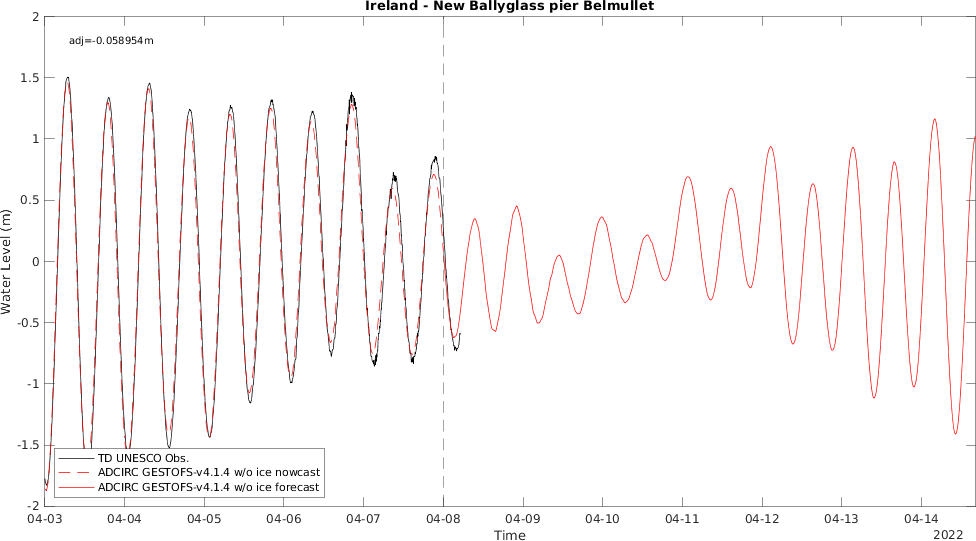 Ireland - New Ballyglass pier Belmullet
adj=-0.058954m
2
1.5
1
0.5
0
-0.5
-1
-1.5
-2
Water Level (m)
TD UNESCO Obs.
ADCIRC GESTOFS-v4.1.4 w/o ice nowcast
ADCIRC GESTOFS-v4.1.4 w/o ice forecast
04-03 04-04 04-05 04-06 04-07 04-08 04-09 04-10 04-11 04-12 04-13 04-14
Time
2022